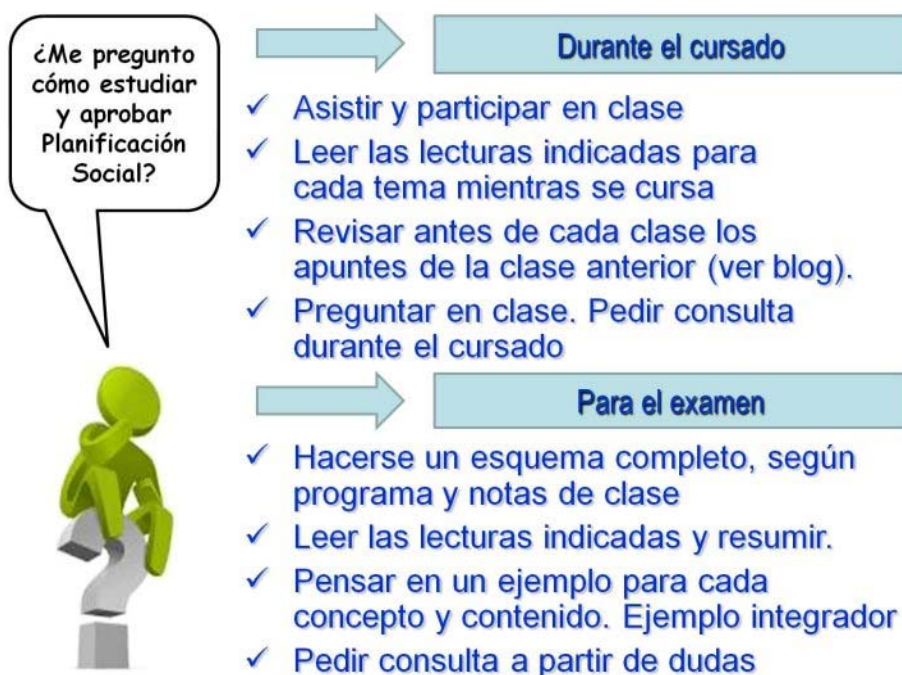 ¿Me pregunto
cómo estudiar
y aprobar
Planificación
Social?
Durante el cursado
✓ Asistir y participar en clase
✓ Leer las lecturas indicadas para
cada tema mientras se cursa
✓ Revisar antes de cada clase los
apuntes de la clase anterior (ver blog).
✓ Preguntar en clase. Pedir consulta
durante el cursado
Para el examen
✓ Hacerse un esquema completo, según
programa y notas de clase
✓ Leer las lecturas indicadas y resumir.
✓ Pensar en un ejemplo para cada
concepto y contenido. Ejemplo integrador
✓ Pedir consulta a partir de dudas